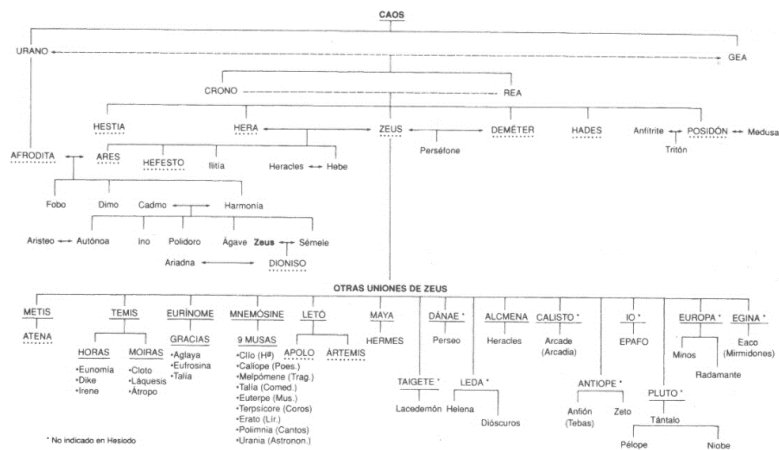 CAOS
URANO GEA
CRONO REA
HESTIA HERA ZEUS DEMÉTER HADES Anfitrite POSIDÓN Medusa
Perséfone Tritón
AFRODITA ARES HEFESTO Ilitía Heracles Hebe
Fobo Dimo Cadmo Harmonía
Aristeo Autónoa Ino Polidoro Ágave Zeus Sémele
Ariadna DIONISO
OTRAS UNIONES DE ZEUS
METIS TEMIS EURÍNOME MNEMÓSINE LETÓ MAYA DÁNAE * ALCMENA CALISTO * IO * EUROPA * EGINA *
ATENA GRACIAS 9 MUSAS HERMES Perseo Heracles Arcade EPAFO Eaco
(Arcadia) (Mirmidones)
HORAS MOIRAS •Aglaya •Clío (Hª) APOLO ÁRTEMIS Minos
•Eunomía •Cloto •Eufrosina •Calíope (Poes.) Radamante
•Dike •Láquesis •Talía •Melpómene (Trag.) TAIGETE * LEDA * ANTIOPE *
•Irene •Átropo •Talía (Comed.) PLUTO *
•Euterpe (Mus.) Lacedemón Helena Anfión Zeto
•Terpsícore (Coros) Dióscuros (Tebas) Tántalo
•Erato (Lír.)
•Polimnia (Cantos)
•Urania (Astronon.) Pélope Níobe
* No indicado en Hesiodo